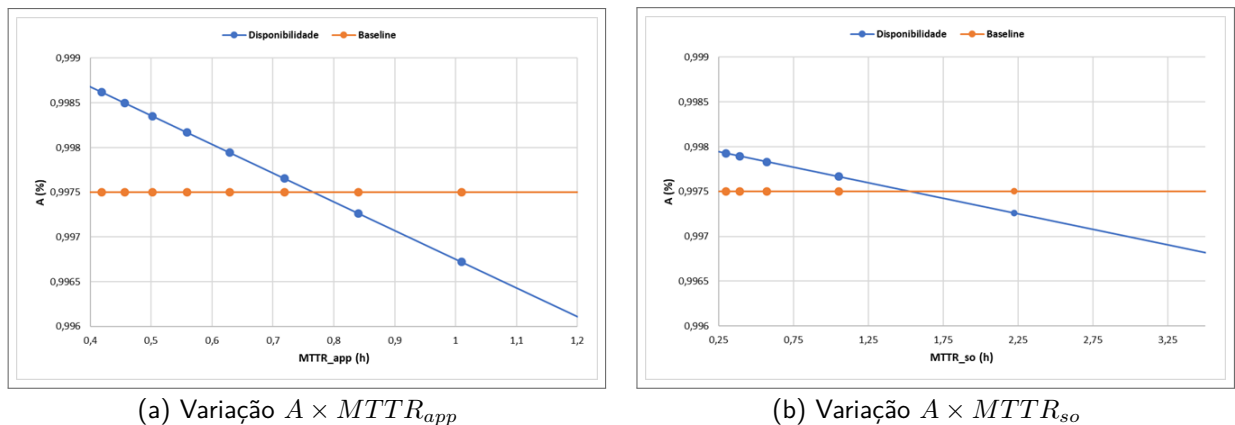 Disponibilidade Baseline
0,999
0,9985
0,998
0,9975
0,997
0,9965
0,996
A (%)
0,4 0,5 0,6 0,7 0,8 0,9 1 1,1 1,2
MTTR_app (h)
(a) Variação A × MTTR_app
Disponibilidade Baseline
0,999
0,9985
0,998
0,9975
0,997
0,9965
0,996
A (%)
0,25 0,75 1,25 1,75 2,25 2,75 3,25
MTTR_so (h)
(b) Variação A × MTTR_so